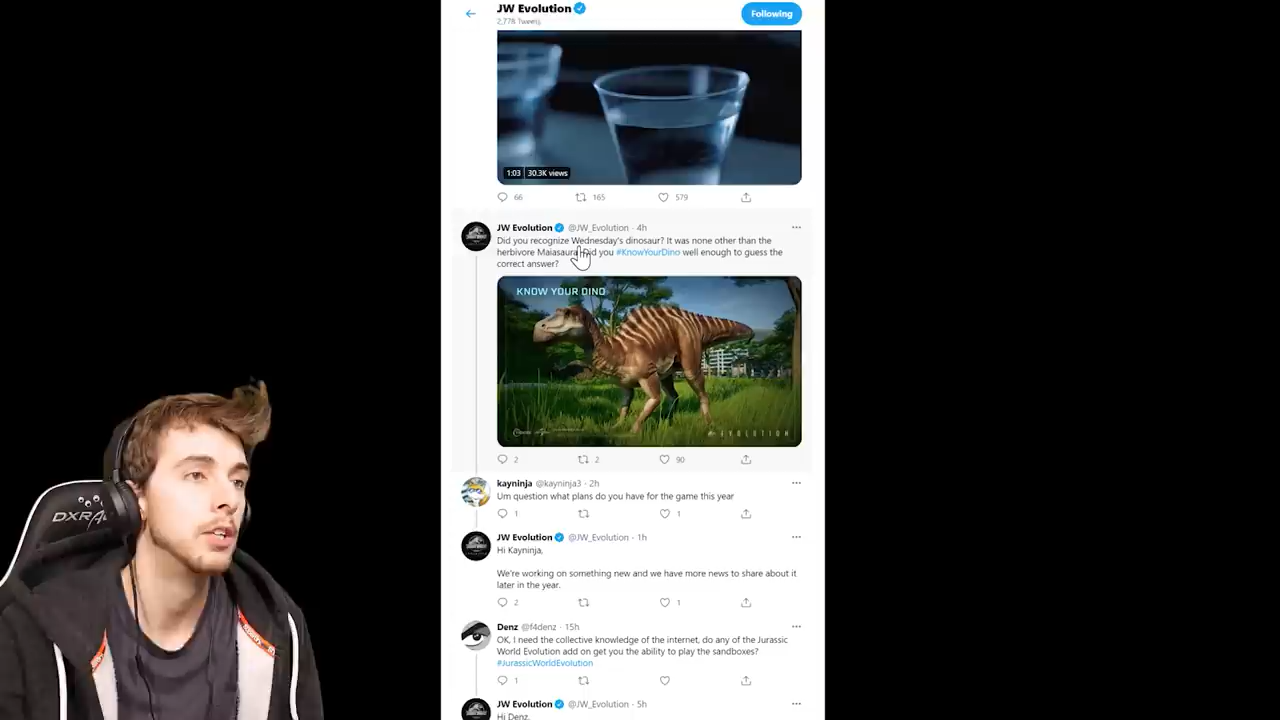 JW Evolution
2,778 Tweets
Following
1:03 30.3K views
66 165 579
JW Evolution @JW_Evolution · 4h
Did you recognize Wednesday's dinosaur? It was none other than the
herbivore Maiasaura. Did you #KnowYourDino well enough to guess the
correct answer?
KNOW YOUR DINO
EVOLUTION
2 2 90
kayninja @kayninja3 · 2h
Um question what plans do you have for the game this year
1 1
JW Evolution @JW_Evolution · 1h
Hi Kayninja,
We're working on something new and we have more news to share about it
later in the year.
2 1
Denz @f4denz · 15h
OK, I need the collective knowledge of the internet, do any of the Jurassic
World Evolution add on get you the ability to play the sandboxes?
#JurassicWorldEvolution
1
JW Evolution @JW_Evolution · 5h
Hi Denz,
DXRA